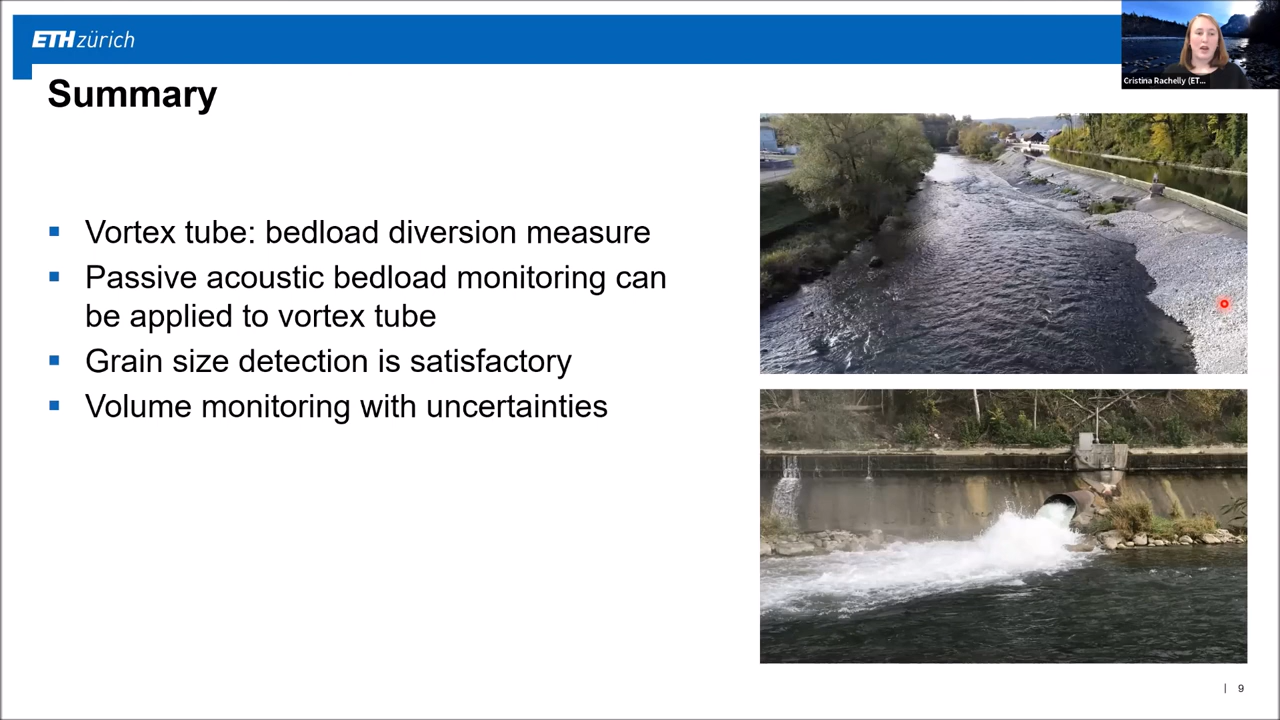 ETH zürich
Cristina Rachelly (ET...
Summary
Vortex tube: bedload diversion measure
Passive acoustic bedload monitoring can
be applied to vortex tube
Grain size detection is satisfactory
Volume monitoring with uncertainties
| 9